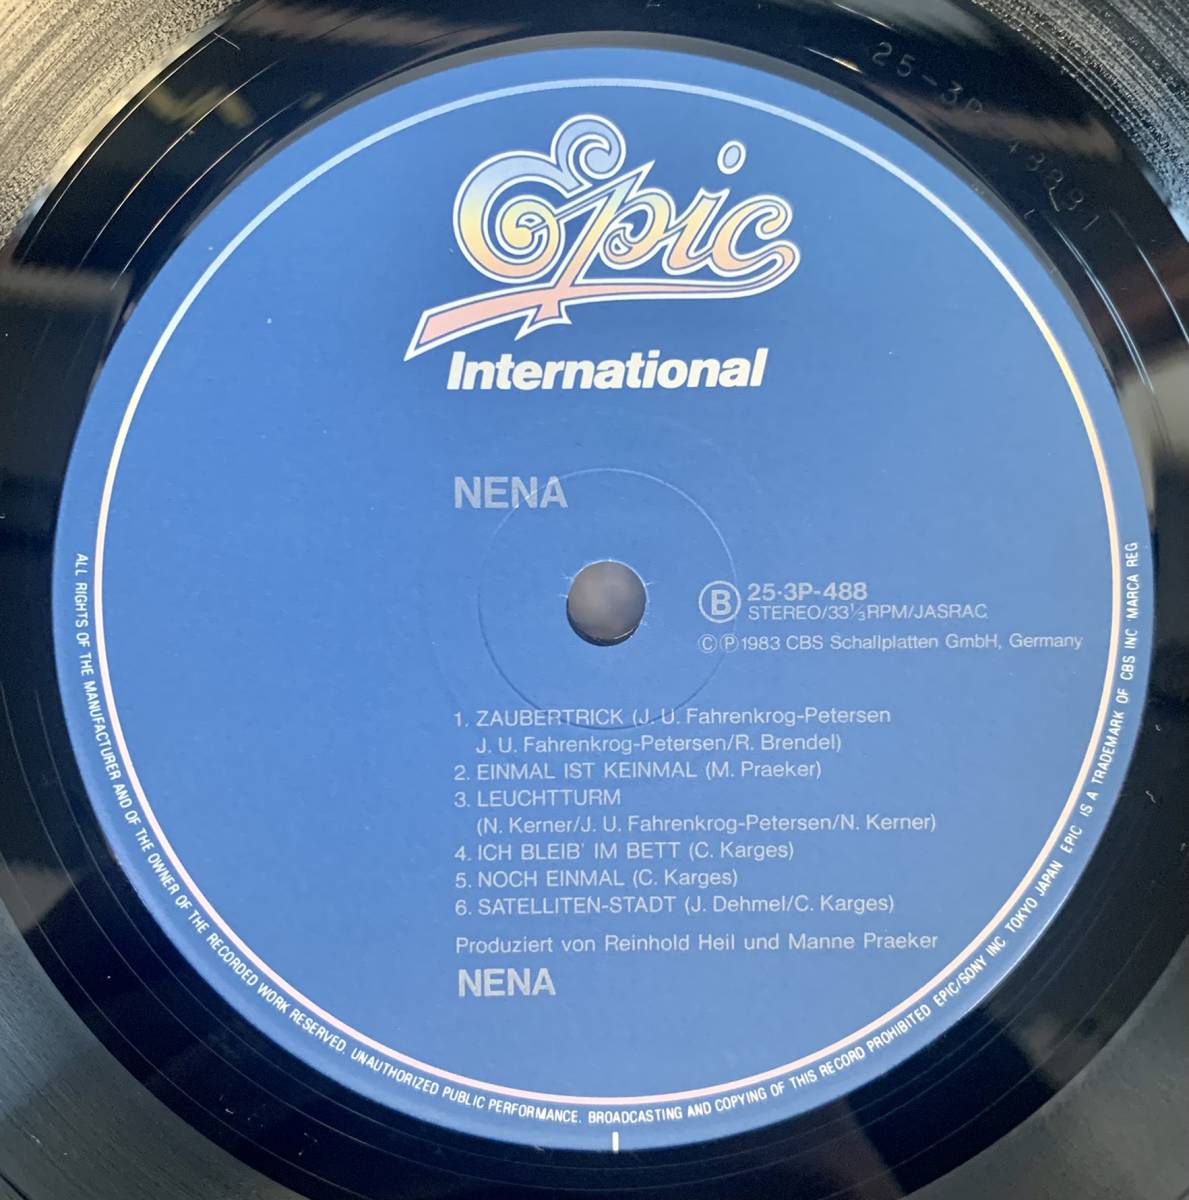 25-3P-488B1
Epic
International
NENA
B 25·3P-488
STEREO/33⅓RPM/JASRAC
©℗1983 CBS Schallplatten GmbH, Germany
1. ZAUBERTRICK (J. U. Fahrenkrog-Petersen
J. U. Fahrenkrog-Petersen/R. Brendel)
2. EINMAL IST KEINMAL (M. Praeker)
3. LEUCHTTURM
(N. Kerner/J. U. Fahrenkrog-Petersen/N. Kerner)
4. ICH BLEIB' IM BETT (C. Karges)
5. NOCH EINMAL (C. Karges)
6. SATELLITEN-STADT (J. Dehmel/C. Karges)
Produziert von Reinhold Heil und Manne Praeker
NENA
ALL RIGHTS OF THE MANUFACTURER AND OF THE OWNER OF THE RECORDED WORK RESERVED. UNAUTHORIZED PUBLIC PERFORMANCE. BROADCASTING AND COPYING OF THIS RECORD PROHIBITED EPIC/SONY INC TOKYO JAPAN EPIC IS A TRADEMARK OF CBS INC MARCA REG